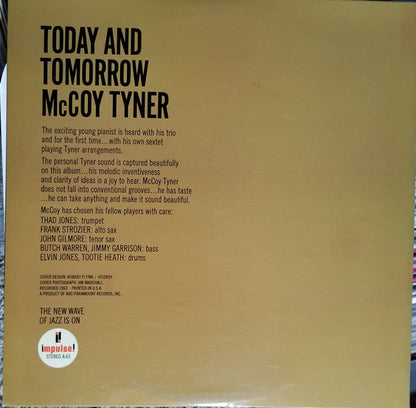 TODAY AND
TOMORROW
McCOY TYNER
The exciting young pianist is heard with his trio
and for the first time...with his own sextet
playing Tyner arrangements.
The personal Tyner sound is captured beautifully
on this album...his melodic inventiveness
and clarity of ideas is a joy to hear. McCoy Tyner
does not fall into conventional grooves...he has taste
...he can take anything and make it sound beautiful.
McCoy has chosen his fellow players with care:
THAD JONES: trumpet
FRANK STROZIER: alto sax
JOHN GILMORE: tenor sax
BUTCH WARREN, JIMMY GARRISON: bass
ELVIN JONES, TOOTIE HEATH: drums
COVER DESIGN: ROBERT FLYNN / VICEROY
COVER PHOTOGRAPH: JIM MARSHALL
RECORDED 1963 PRINTED IN U.S.A.
A PRODUCT OF ABC-PARAMOUNT RECORDS, INC.
THE NEW WAVE
OF JAZZ IS ON
impulse!
STEREO A-63